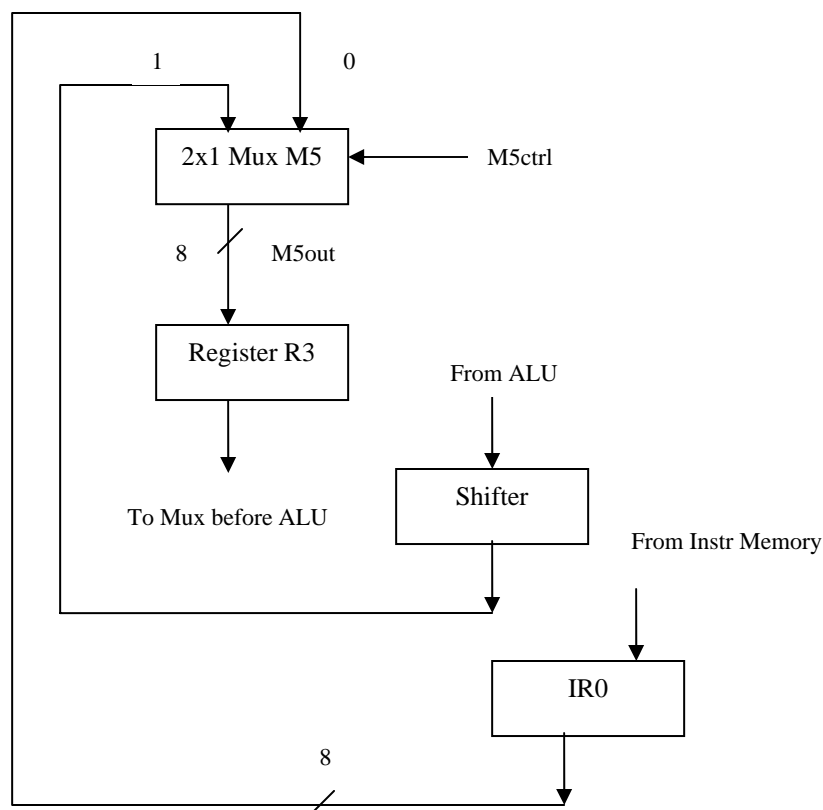 1
0
2x1 Mux M5
M5ctrl
8
M5out
Register R3
From ALU
Shifter
To Mux before ALU
From Instr Memory
IR0
8